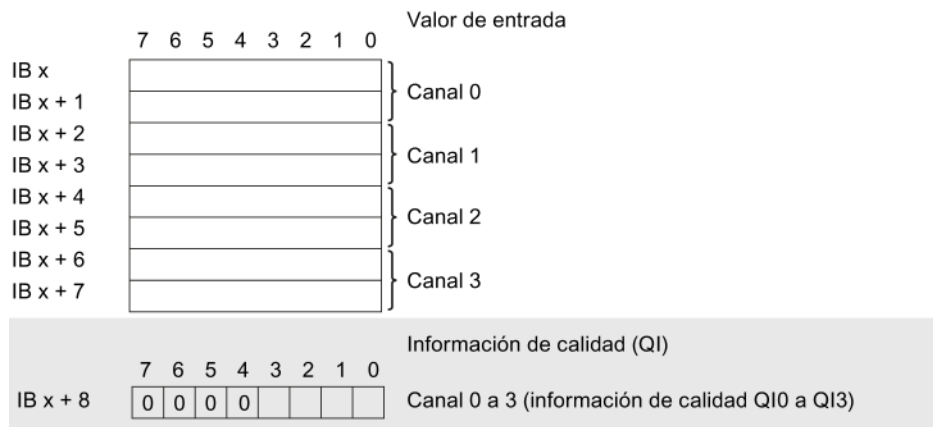 Valor de entrada
7 6 5 4 3 2 1 0
IB x
IB x + 1
Canal 0
IB x + 2
IB x + 3
Canal 1
IB x + 4
IB x + 5
Canal 2
IB x + 6
IB x + 7
Canal 3
Información de calidad (QI)
7 6 5 4 3 2 1 0
IB x + 8 0 0 0 0 Canal 0 a 3 (información de calidad QI0 a QI3)